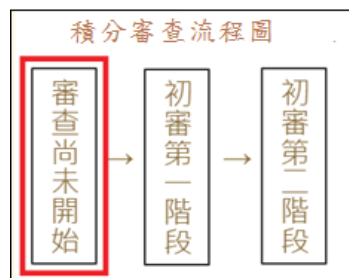 積分審查流程圖
審查尚未開始
→
初審第一階段
→
初審第二階段